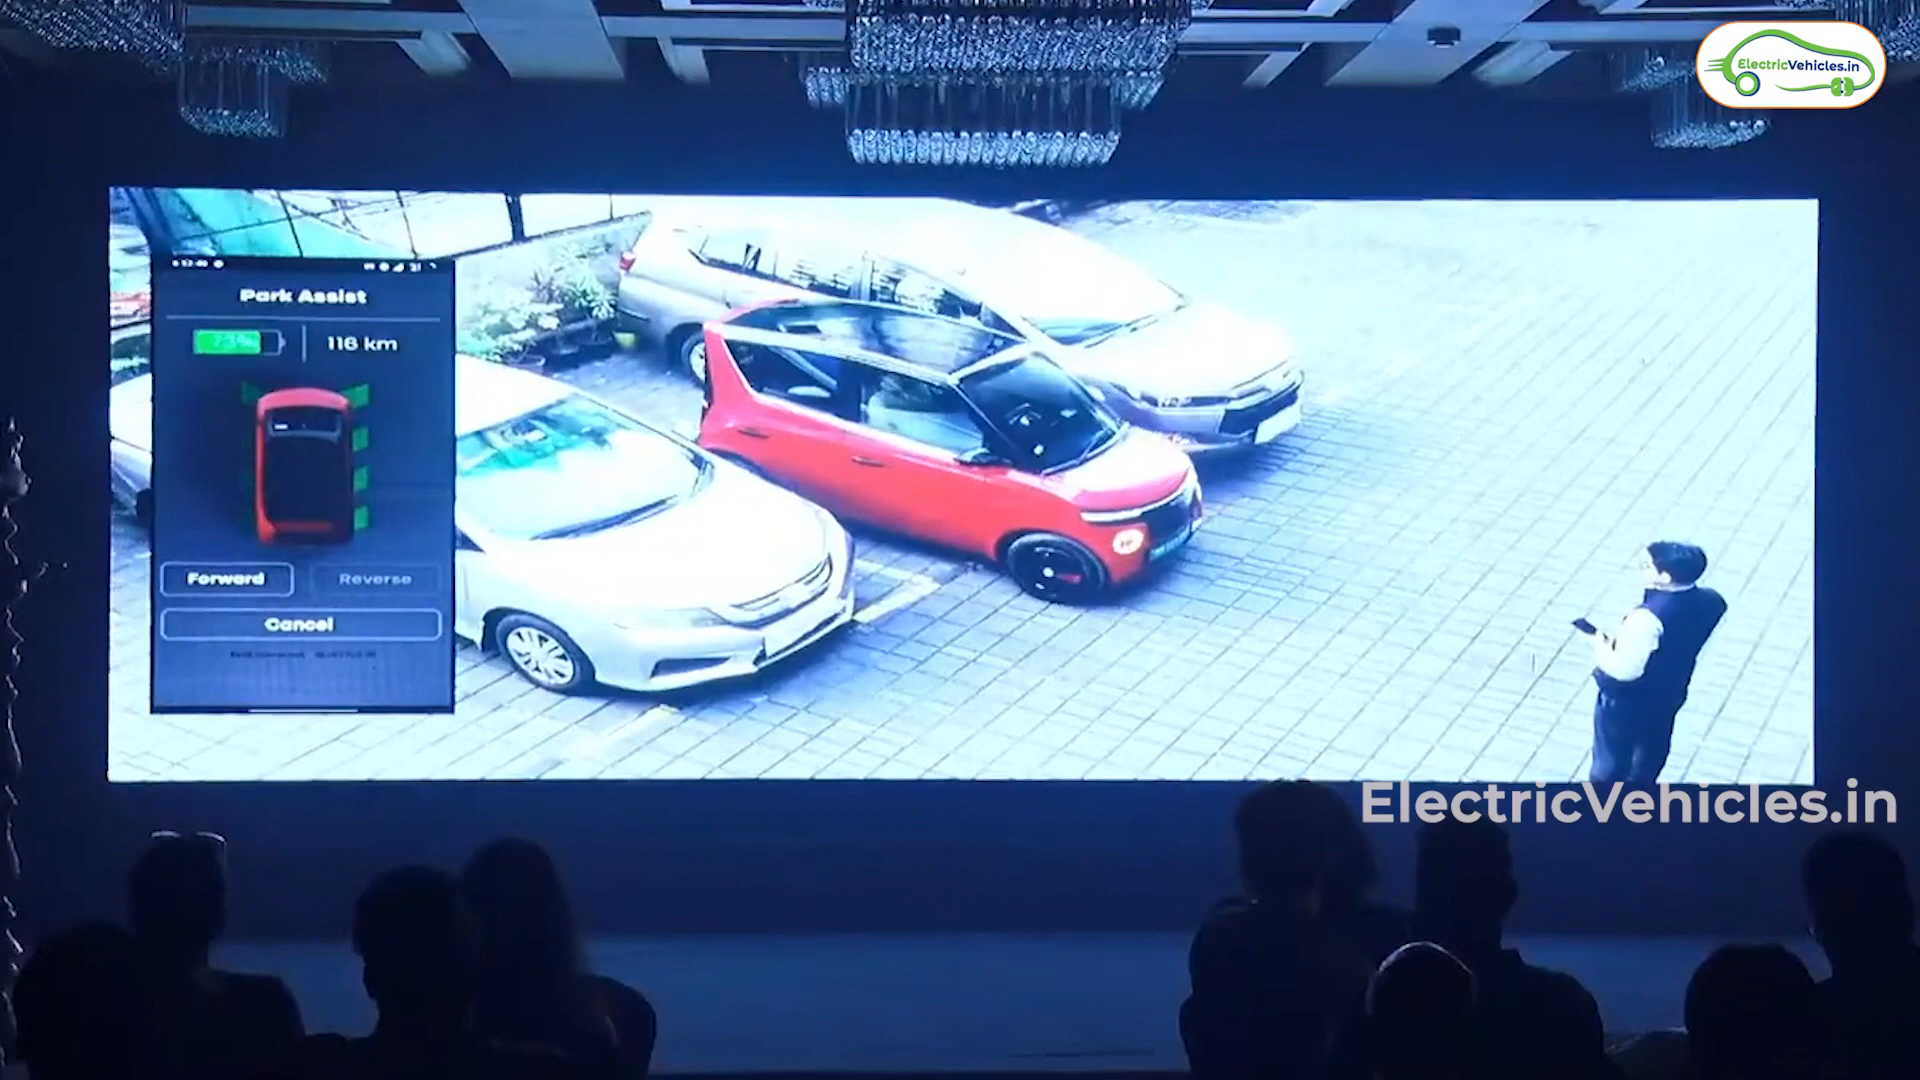 ElectricVehicles.in
Park Assist
116 km
Forward
Reverse
Cancel
ElectricVehicles.in